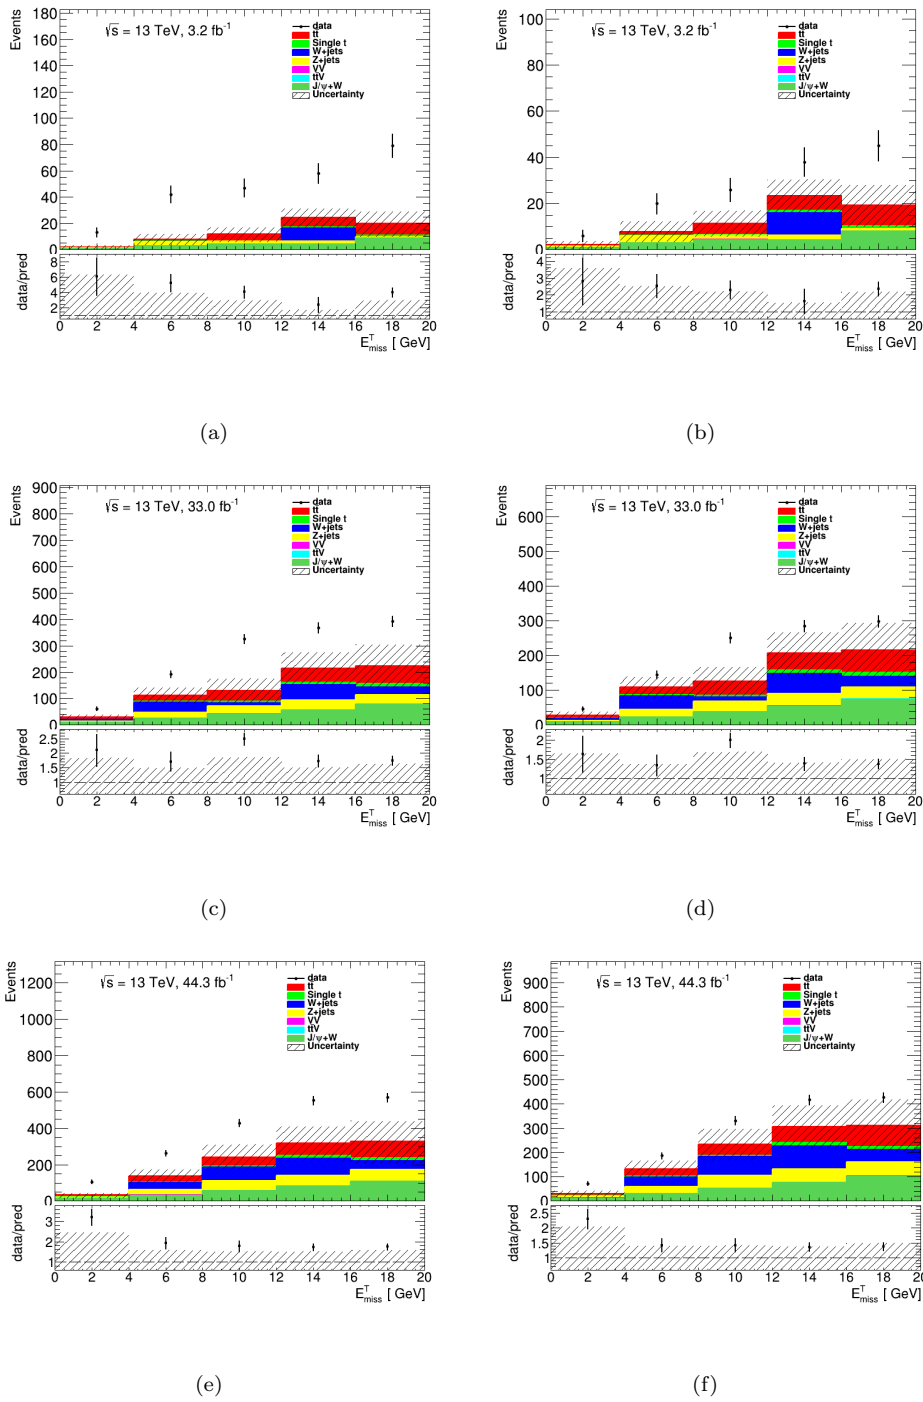 Events
√s = 13 TeV, 3.2 fb⁻¹
data
tt
Single t
W+jets
Z+jets
VV
ttV
J/ψ+W
Uncertainty
180
160
140
120
100
80
60
40
20
0
data/pred
8
6
4
2
0 2 4 6 8 10 12 14 16 18 20
E^T_miss [ GeV]
(a)
Events
√s = 13 TeV, 3.2 fb⁻¹
data
tt
Single t
W+jets
Z+jets
VV
ttV
J/ψ+W
Uncertainty
100
80
60
40
20
0
data/pred
4
3
2
1
0 2 4 6 8 10 12 14 16 18 20
E^T_miss [ GeV]
(b)
Events
√s = 13 TeV, 33.0 fb⁻¹
data
tt
Single t
W+jets
Z+jets
VV
ttV
J/ψ+W
Uncertainty
900
800
700
600
500
400
300
200
100
0
data/pred
2.5
2
1.5
1
0 2 4 6 8 10 12 14 16 18 20
E^T_miss [ GeV]
(c)
Events
√s = 13 TeV, 33.0 fb⁻¹
data
tt
Single t
W+jets
Z+jets
VV
ttV
J/ψ+W
Uncertainty
600
500
400
300
200
100
0
data/pred
2
1.5
1
0 2 4 6 8 10 12 14 16 18 20
E^T_miss [ GeV]
(d)
Events
√s = 13 TeV, 44.3 fb⁻¹
data
tt
Single t
W+jets
Z+jets
VV
ttV
J/ψ+W
Uncertainty
1200
1000
800
600
400
200
0
data/pred
3
2
1
0 2 4 6 8 10 12 14 16 18 20
E^T_miss [ GeV]
(e)
Events
√s = 13 TeV, 44.3 fb⁻¹
data
tt
Single t
W+jets
Z+jets
VV
ttV
J/ψ+W
Uncertainty
900
800
700
600
500
400
300
200
100
0
data/pred
2.5
2
1.5
1
0 2 4 6 8 10 12 14 16 18 20
E^T_miss [ GeV]
(f)